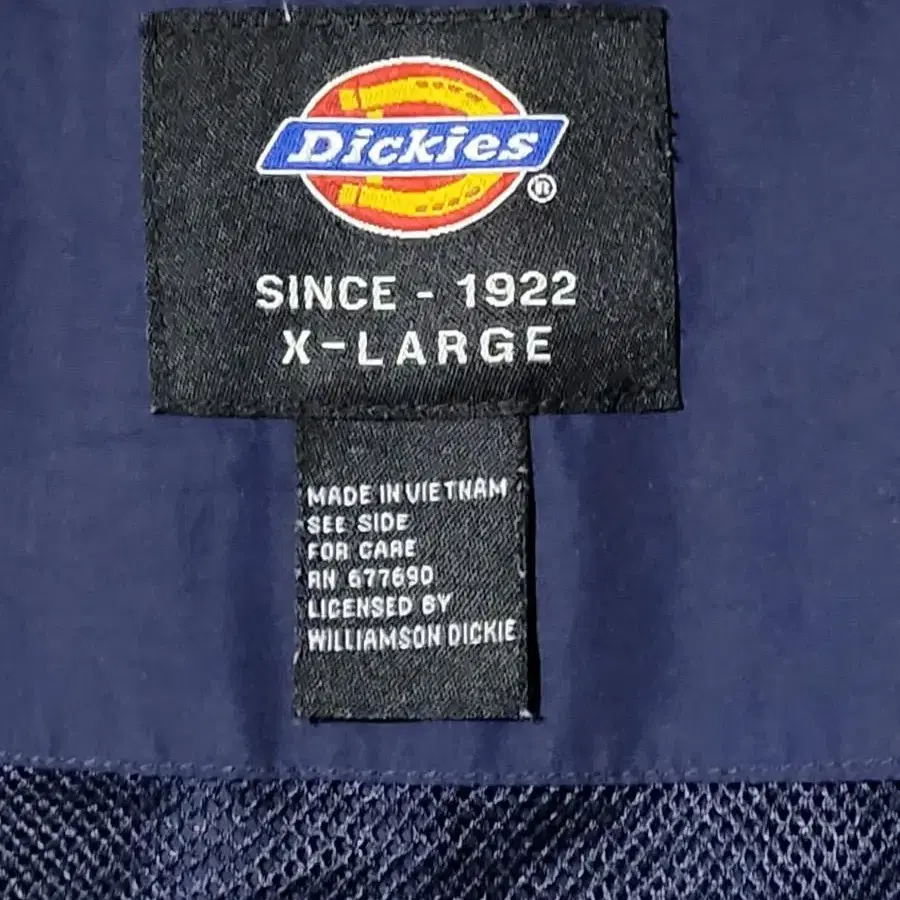 Dickies ®
SINCE - 1922
X-LARGE
MADE IN VIETNAM
SEE SIDE
FOR CARE
RN 677690
LICENSED BY
WILLIAMSON DICKIE